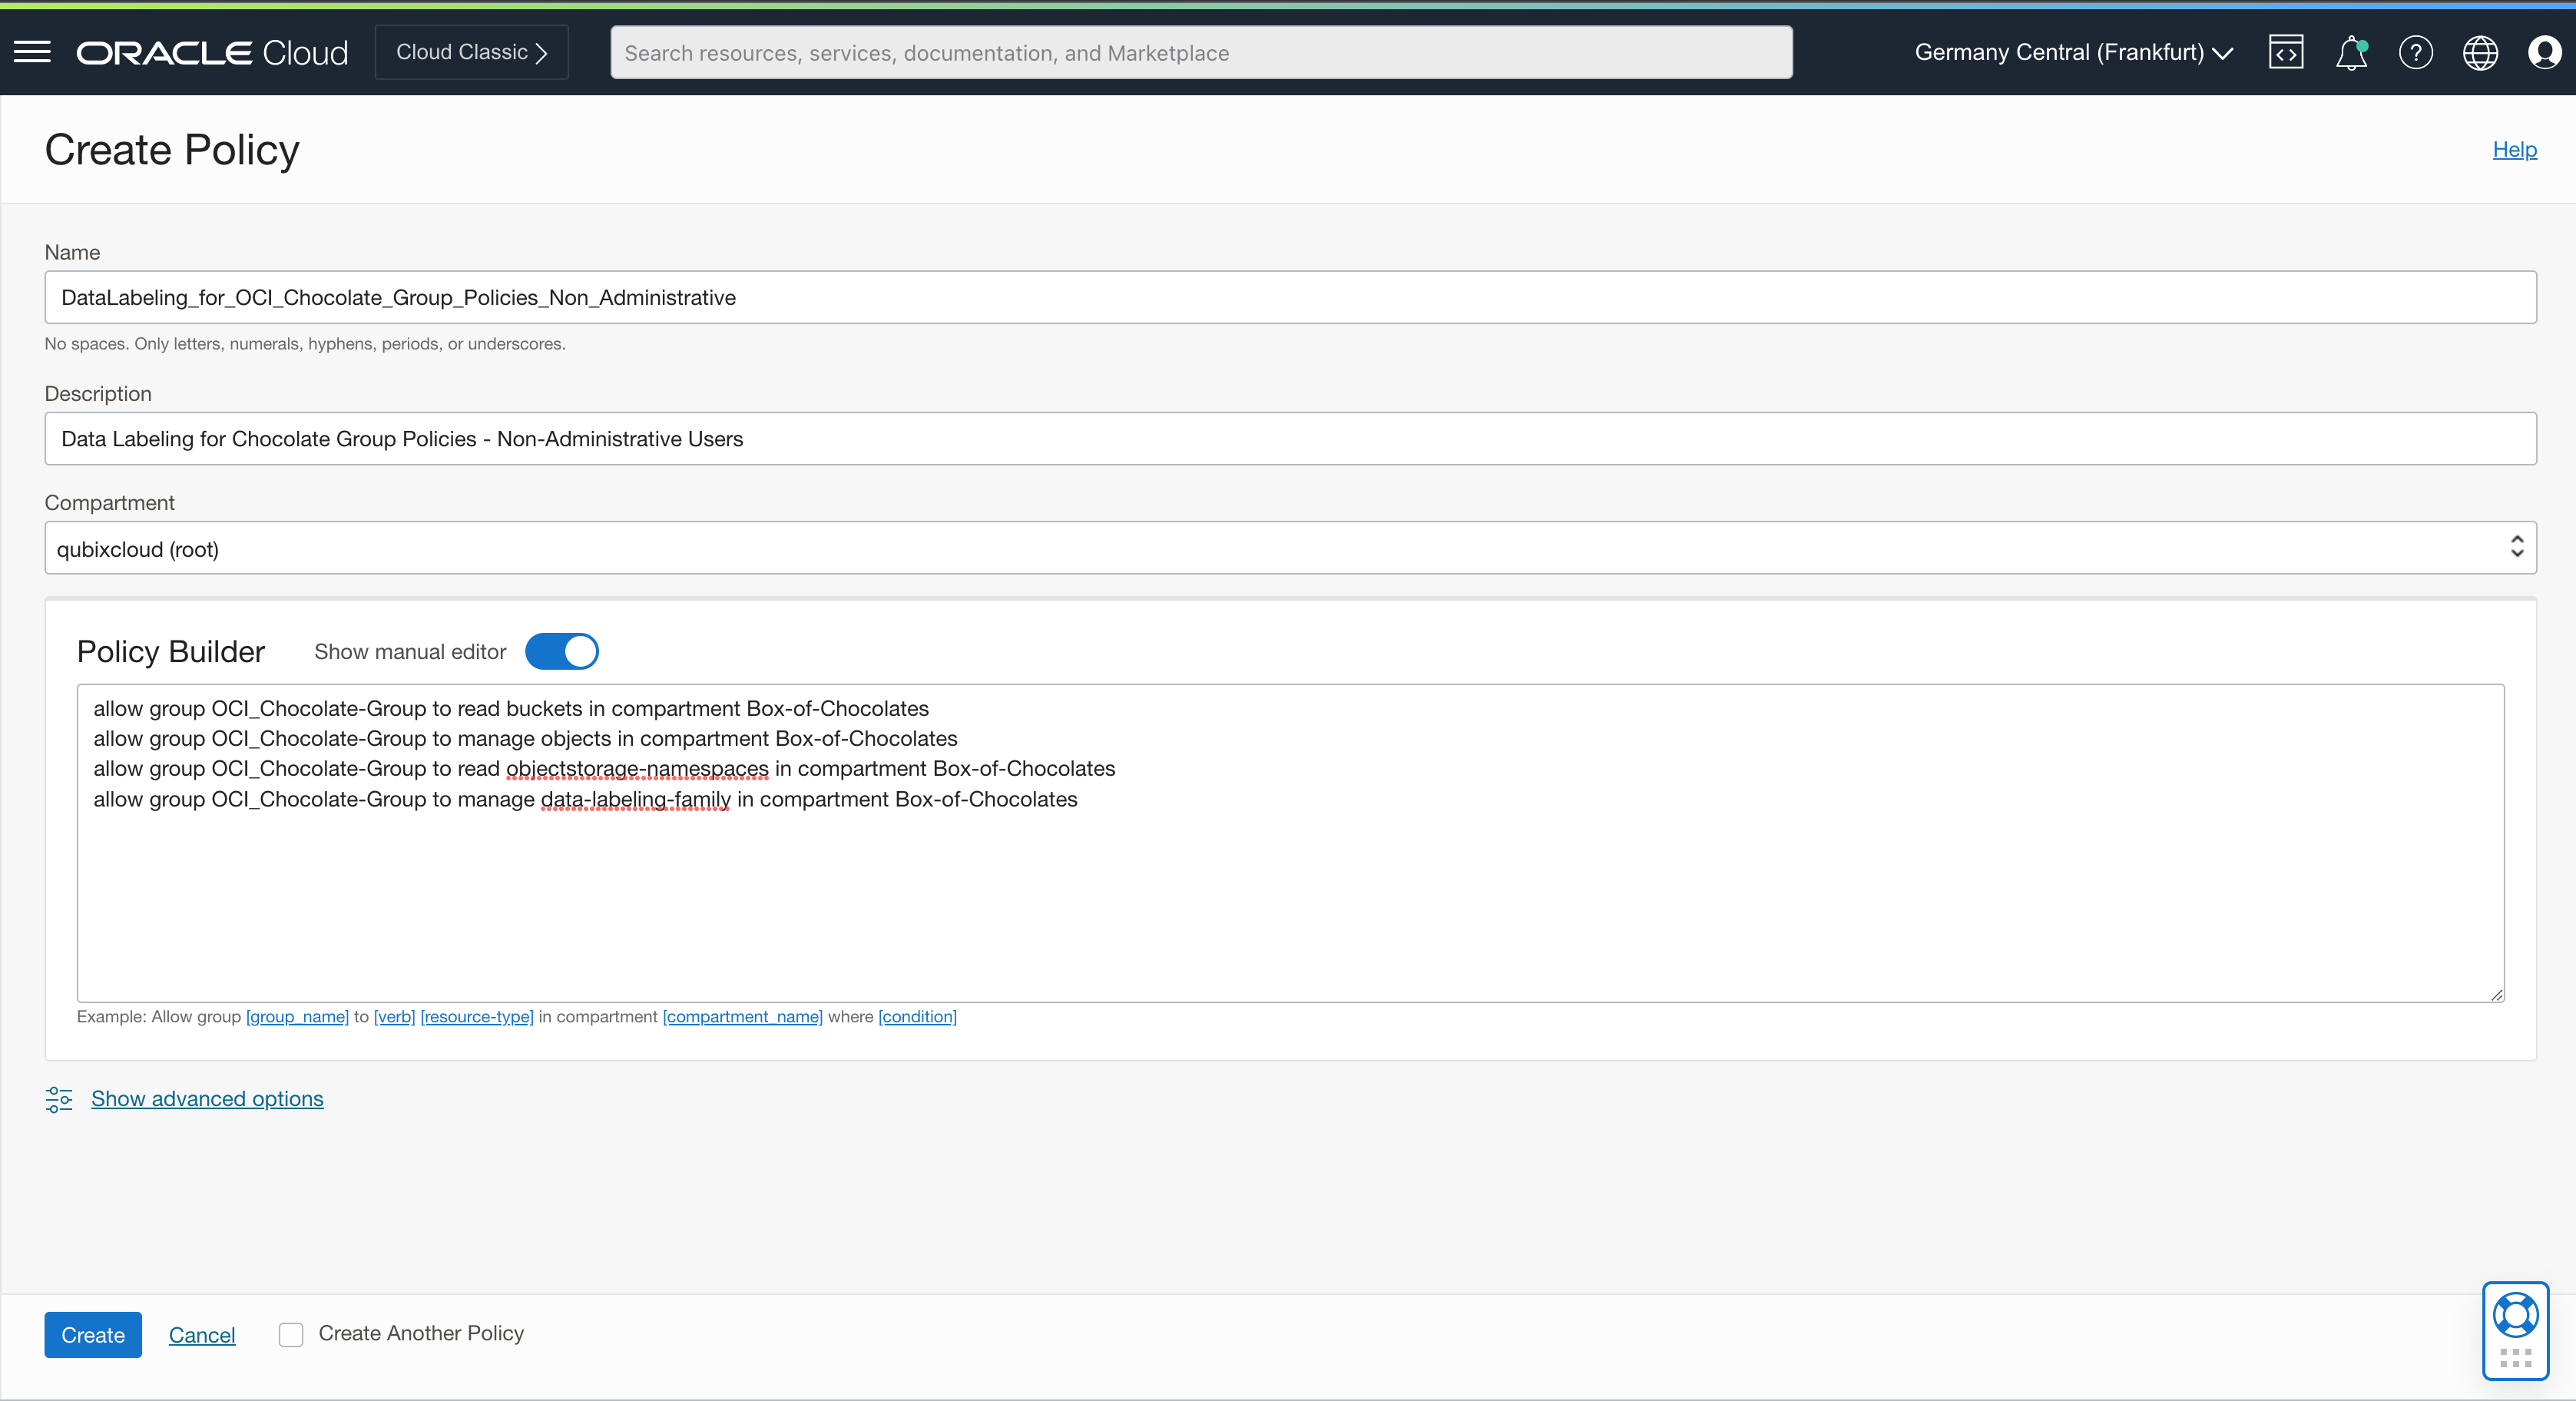 ORACLE Cloud
Cloud Classic
Search resources, services, documentation, and Marketplace
Germany Central (Frankfurt)
Create Policy
Help
Name
DataLabeling_for_OCI_Chocolate_Group_Policies_Non_Administrative
No spaces. Only letters, numerals, hyphens, periods, or underscores.
Description
Data Labeling for Chocolate Group Policies - Non-Administrative Users
Compartment
qubixcloud (root)
Policy Builder
Show manual editor
allow group OCI_Chocolate-Group to read buckets in compartment Box-of-Chocolates
allow group OCI_Chocolate-Group to manage objects in compartment Box-of-Chocolates
allow group OCI_Chocolate-Group to read objectstorage-namespaces in compartment Box-of-Chocolates
allow group OCI_Chocolate-Group to manage data-labeling-family in compartment Box-of-Chocolates
Example: Allow group [group_name] to [verb] [resource-type] in compartment [compartment_name] where [condition]
Show advanced options
Create
Cancel
Create Another Policy